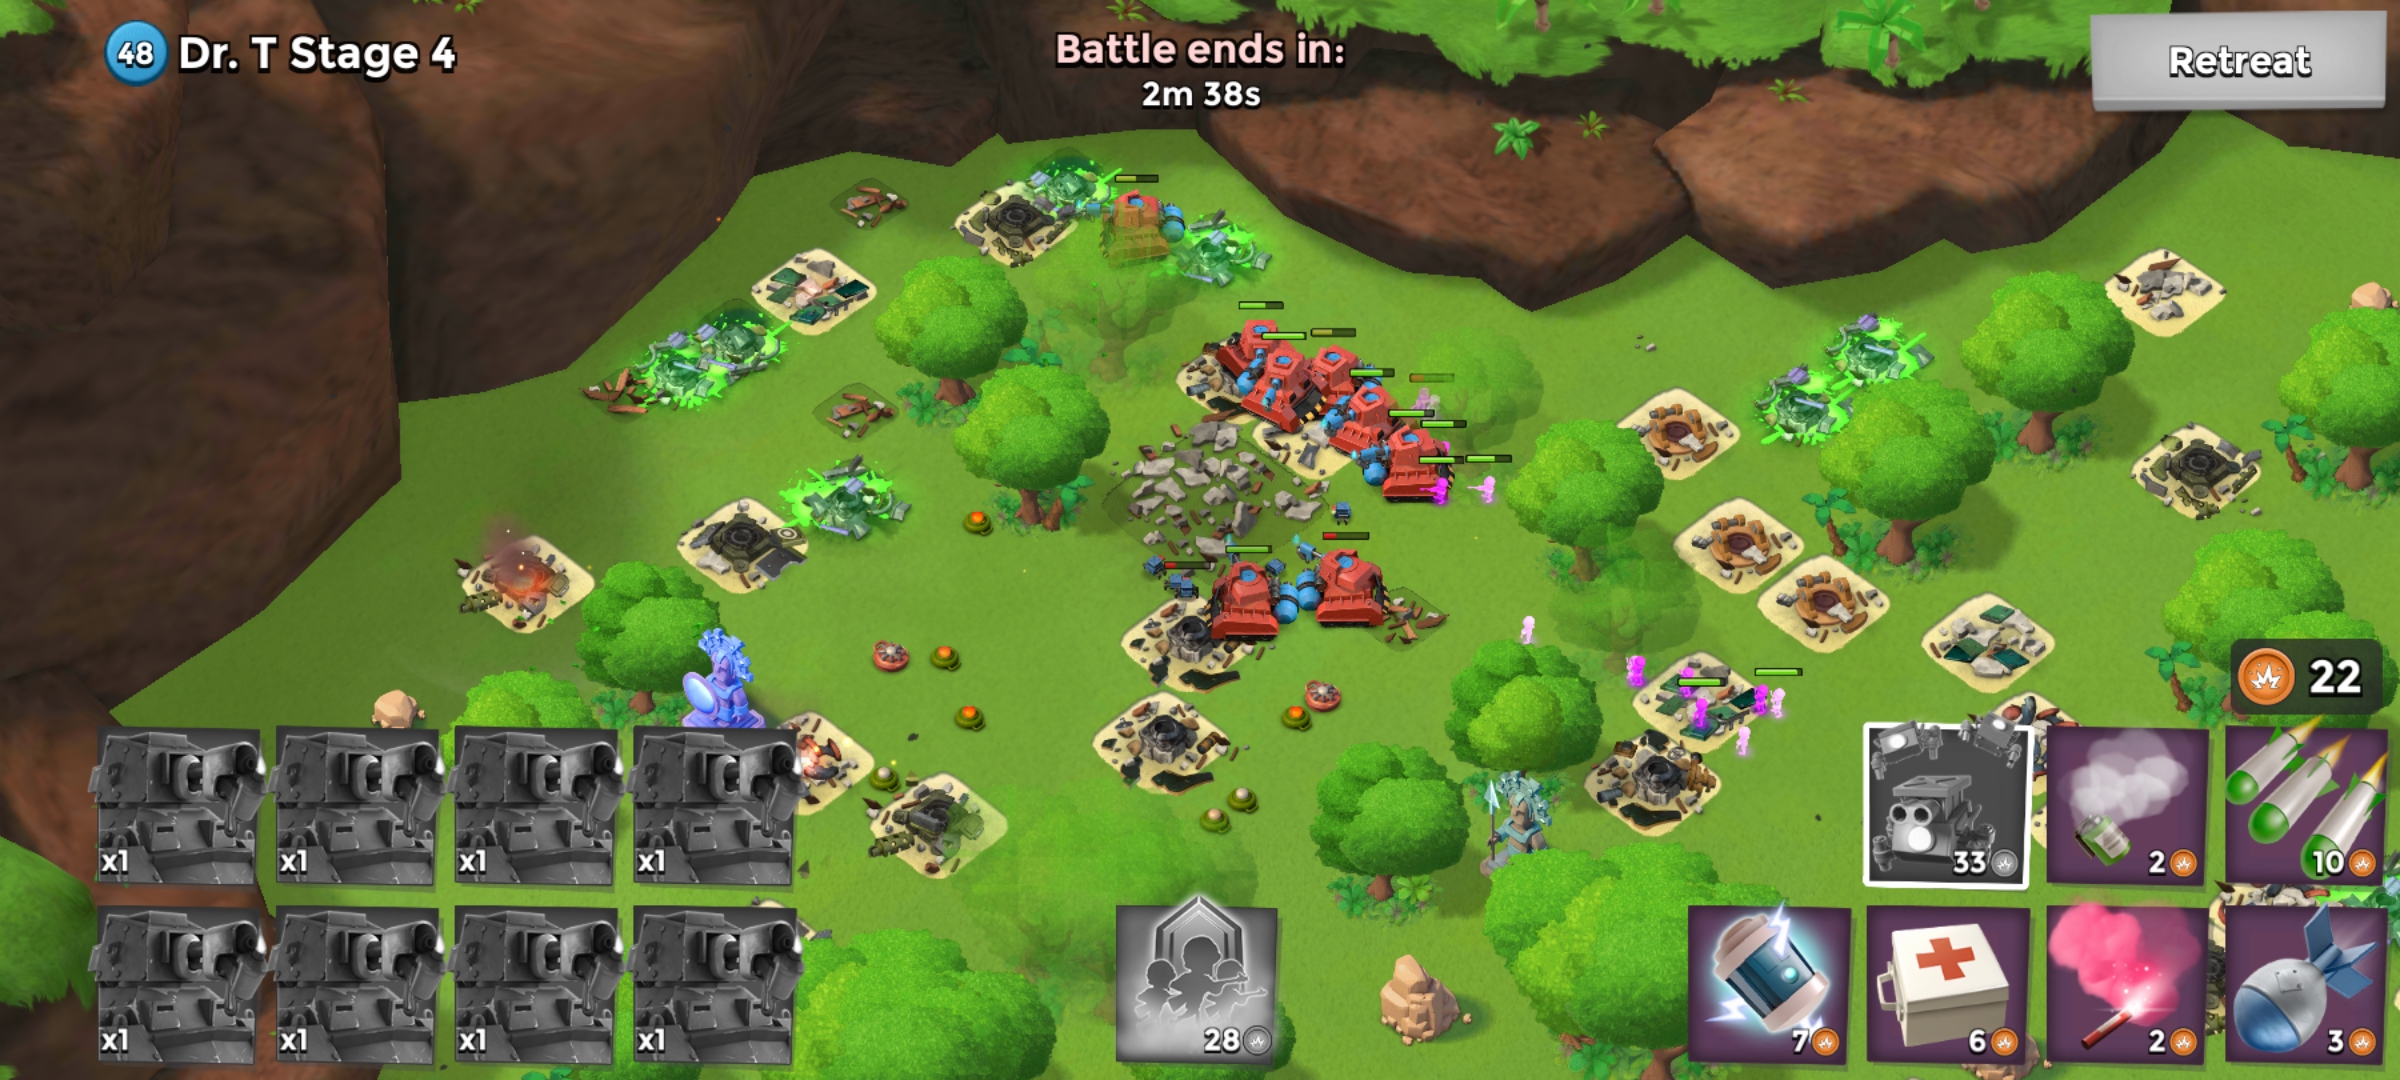 48 Dr. T Stage 4
Battle ends in:
2m 38s
Retreat
22
x1 x1 x1 x1
33 2 10
x1 x1 x1 x1
28 7 6 2 3